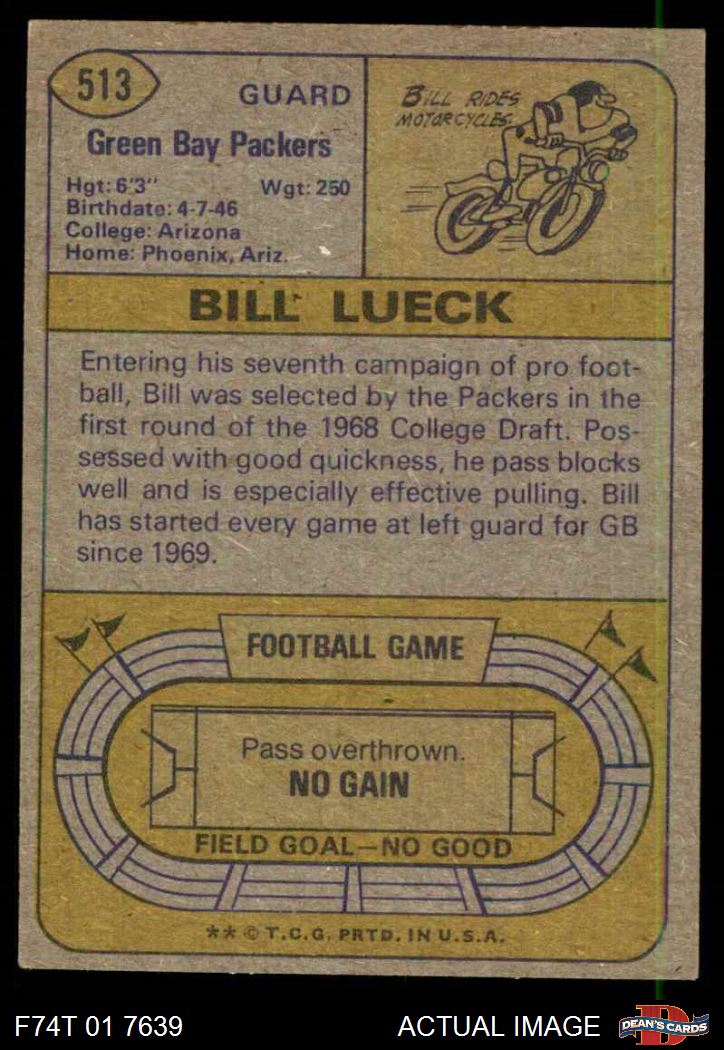 513
GUARD
Green Bay Packers
Hgt: 6'3" Wgt: 250
Birthdate: 4-7-46
College: Arizona
Home: Phoenix, Ariz.
BILL RIDES
MOTORCYCLES.
BILL LUECK
Entering his seventh campaign of pro foot-
ball, Bill was selected by the Packers in the
first round of the 1968 College Draft. Pos-
sessed with good quickness, he pass blocks
well and is especially effective pulling. Bill
has started every game at left guard for GB
since 1969.
FOOTBALL GAME
Pass overthrown.
NO GAIN
FIELD GOAL—NO GOOD
** © T.C.G. PRTD. IN U.S.A.
F74T 01 7639
ACTUAL IMAGE
D
DEAN'S CARDS